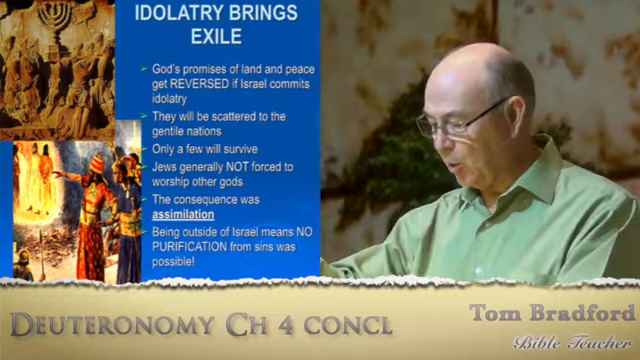 IDOLATRY BRINGS
EXILE
God's promises of land and peace
get REVERSED if Israel commits
idolatry
They will be scattered to the
gentile nations
Only a few will survive
Jews generally NOT forced to
worship other gods
The consequence was
assimilation
Being outside of Israel means NO
PURIFICATION from sins was
possible!
Deuteronomy Ch 4 concl
Tom Bradford
Bible Teacher